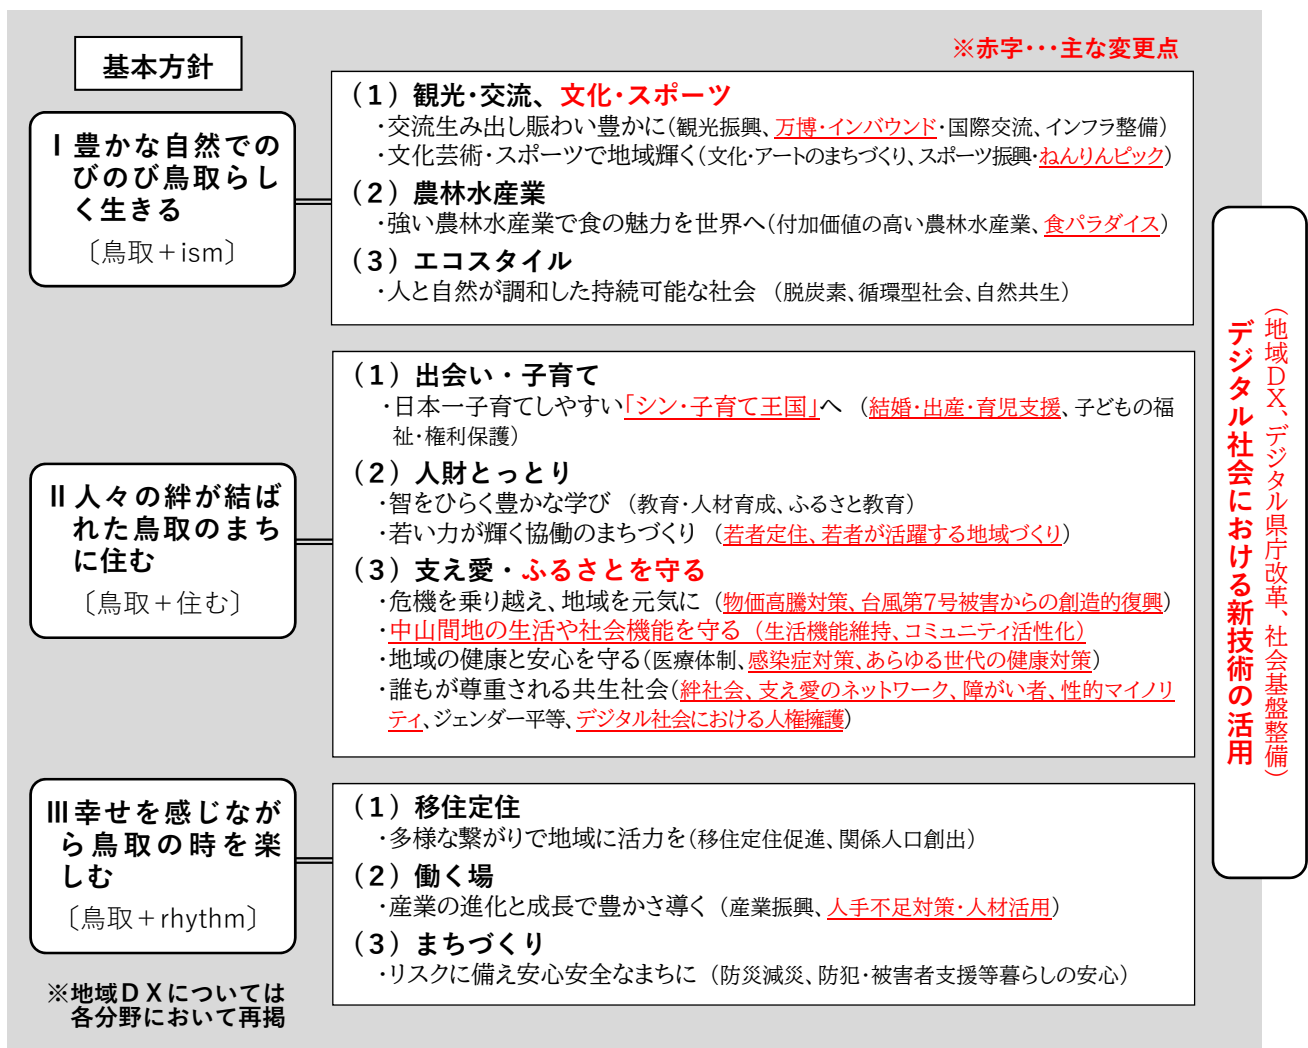 基本方針
※赤字･･･主な変更点
Ⅰ豊かな自然での
びのび鳥取らし
く生きる
〔鳥取＋ism〕
（１）観光･交流、文化･スポーツ
･交流生み出し賑わい豊かに（観光振興、万博･インバウンド･国際交流、インフラ整備）
･文化芸術･スポーツで地域輝く（文化･アートのまちづくり、スポーツ振興･ねんりんピック）
（２）農林水産業
･強い農林水産業で食の魅力を世界へ（付加価値の高い農林水産業、食パラダイス）
（３）エコスタイル
･人と自然が調和した持続可能な社会 （脱炭素、循環型社会、自然共生）
Ⅱ人々の絆が結ば
れた鳥取のまち
に住む
〔鳥取＋住む〕
（１）出会い・子育て
･日本一子育てしやすい「シン･子育て王国」へ （結婚･出産･育児支援、子どもの福
祉･権利保護）
（２）人財とっとり
･智をひらく豊かな学び （教育･人材育成、ふるさと教育）
･若い力が輝く協働のまちづくり （若者定住、若者が活躍する地域づくり）
（３）支え愛・ふるさとを守る
･危機を乗り越え、地域を元気に （物価高騰対策、台風第７号被害からの創造的復興）
･中山間地の生活や社会機能を守る （生活機能維持、コミュニティ活性化）
･地域の健康と安心を守る（医療体制、感染症対策、あらゆる世代の健康対策）
･誰もが尊重される共生社会（絆社会、支え愛のネットワーク、障がい者、性的マイノリ
ティ、ジェンダー平等、デジタル社会における人権擁護）
Ⅲ幸せを感じなが
ら鳥取の時を楽
しむ
〔鳥取＋rhythm〕
（１）移住定住
･多様な繋がりで地域に活力を（移住定住促進、関係人口創出）
（２）働く場
･産業の進化と成長で豊かさ導く （産業振興、人手不足対策･人材活用）
（３）まちづくり
･リスクに備え安心安全なまちに （防災減災、防犯･被害者支援等暮らしの安心）
※地域ＤＸについては
各分野において再掲
デジタル社会における新技術の活用
（地域ＤＸ、デジタル県庁改革、社会基盤整備）